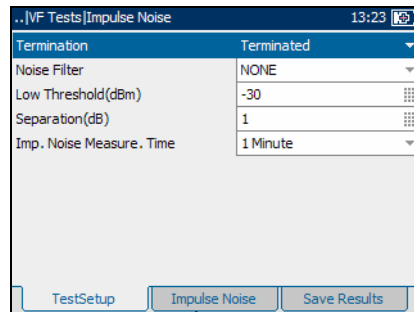 ..|VF Tests|Impulse Noise 13:23
Termination Terminated
Noise Filter NONE
Low Threshold(dBm) -30
Separation(dB) 1
Imp. Noise Measure. Time 1 Minute
TestSetup Impulse Noise Save Results